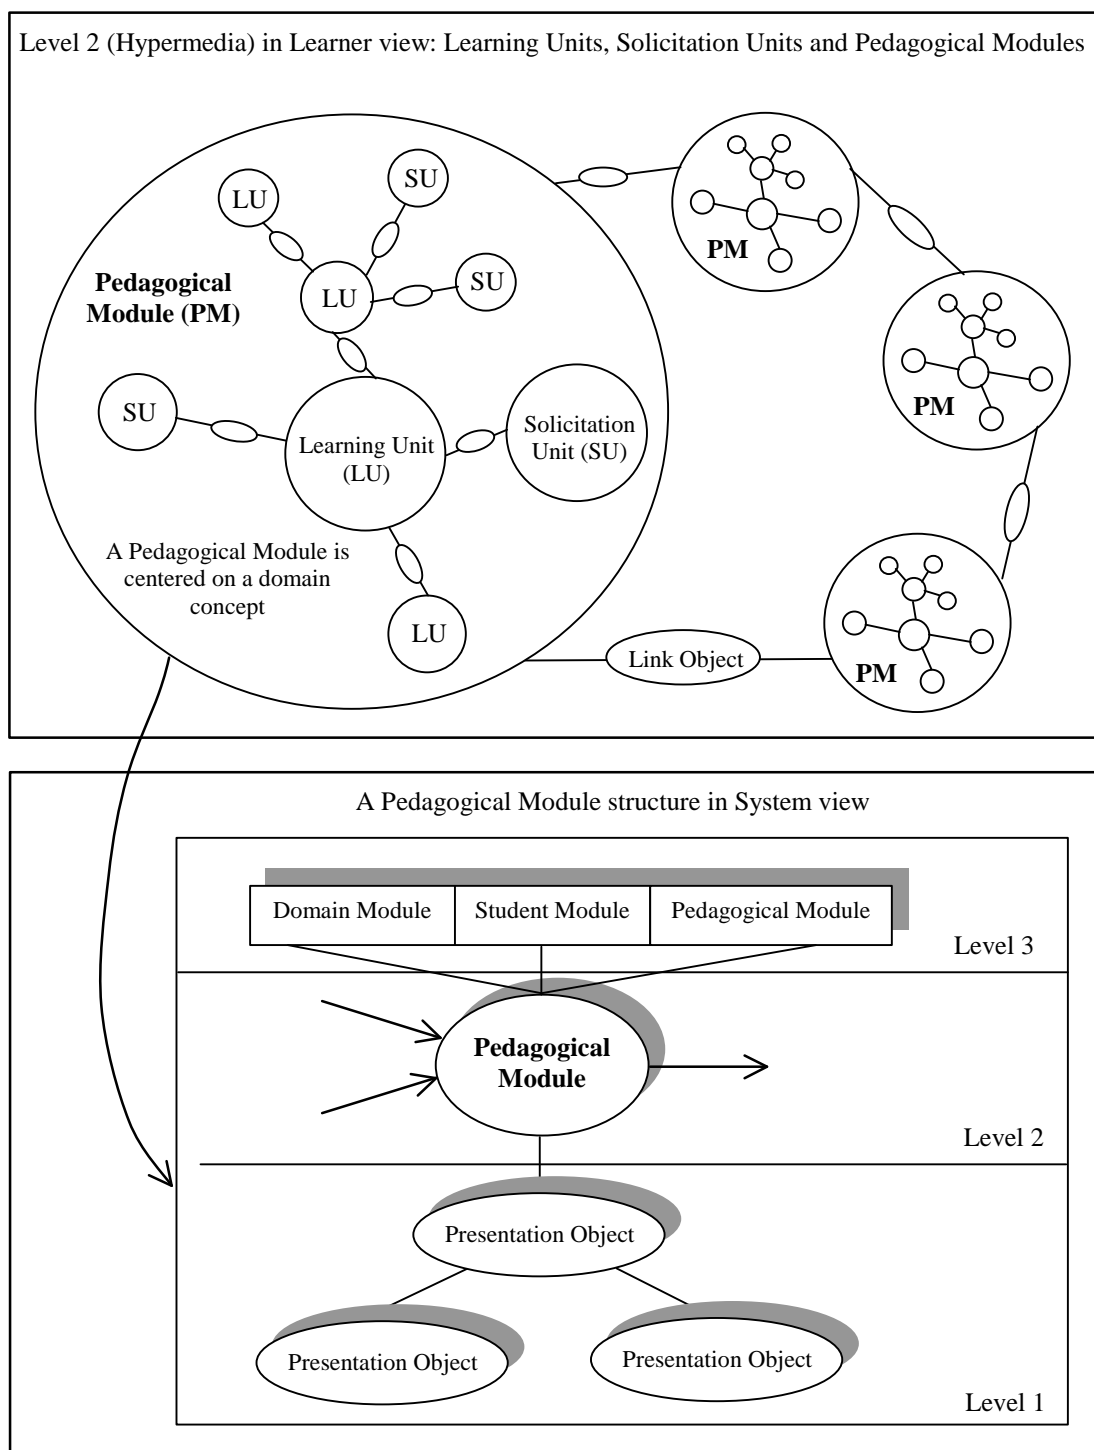 Level 2 (Hypermedia) in Learner view: Learning Units, Solicitation Units and Pedagogical Modules
LU
SU
LU
SU
Pedagogical
Module (PM)
SU
Learning Unit
(LU)
Solicitation
Unit (SU)
A Pedagogical Module is
centered on a domain
concept
LU
PM
PM
PM
Link Object
A Pedagogical Module structure in System view
Domain Module
Student Module
Pedagogical Module
Level 3
Pedagogical
Module
Level 2
Presentation Object
Presentation Object
Presentation Object
Level 1